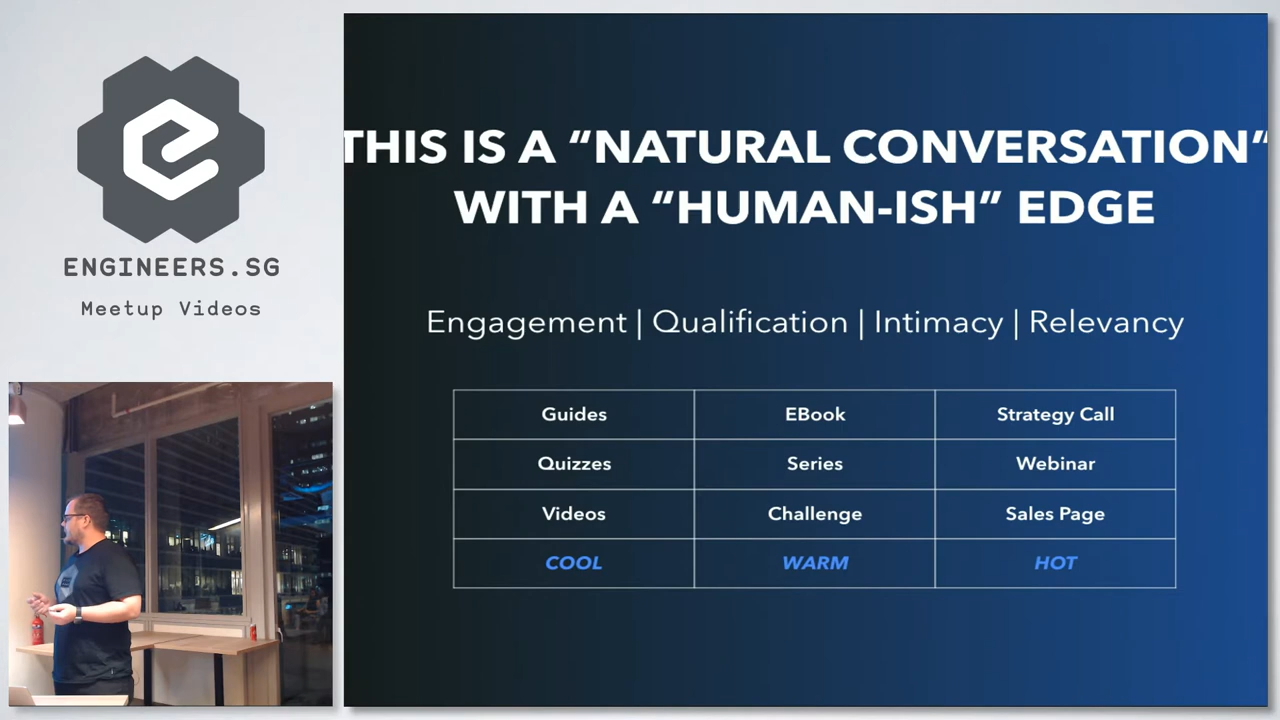 ENGINEERS.SG
Meetup Videos
THIS IS A “NATURAL CONVERSATION“
WITH A “HUMAN-ISH” EDGE
Engagement | Qualification | Intimacy | Relevancy
Guides EBook Strategy Call
Quizzes Series Webinar
Videos Challenge Sales Page
COOL WARM HOT